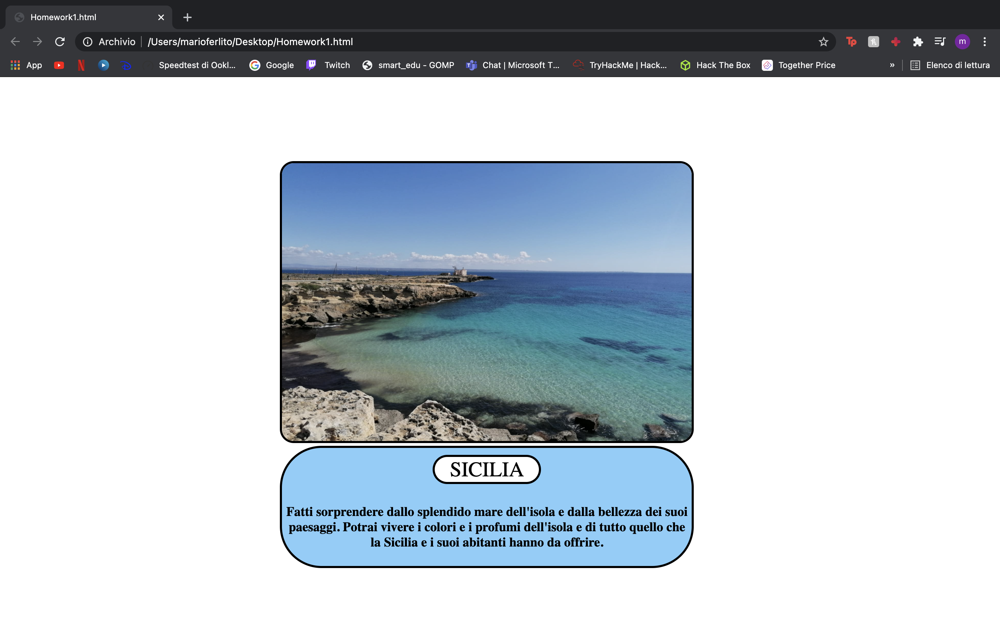 Homework1.html
Archivio /Users/marioferlito/Desktop/Homework1.html
Tp h m
App Speedtest di Ookl... Google Twitch smart_edu - GOMP Chat | Microsoft T... TryHackMe | Hack... Hack The Box Together Price » Elenco di lettura
SICILIA
Fatti sorprendere dallo splendido mare dell'isola e dalla bellezza dei suoi
paesaggi. Potrai vivere i colori e i profumi dell'isola e di tutto quello che
la Sicilia e i suoi abitanti hanno da offrire.